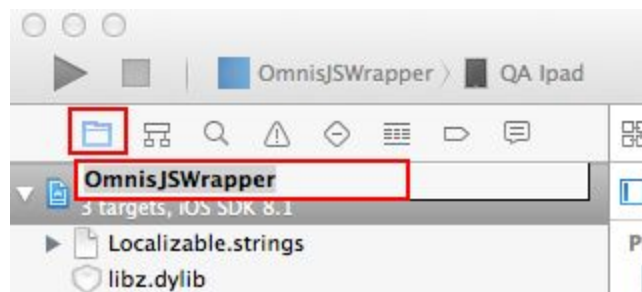 OmnisJSWrapper 〉 QA Ipad
OmnisJSWrapper
3 targets, iOS SDK 8.1
Localizable.strings
P
libz.dylib